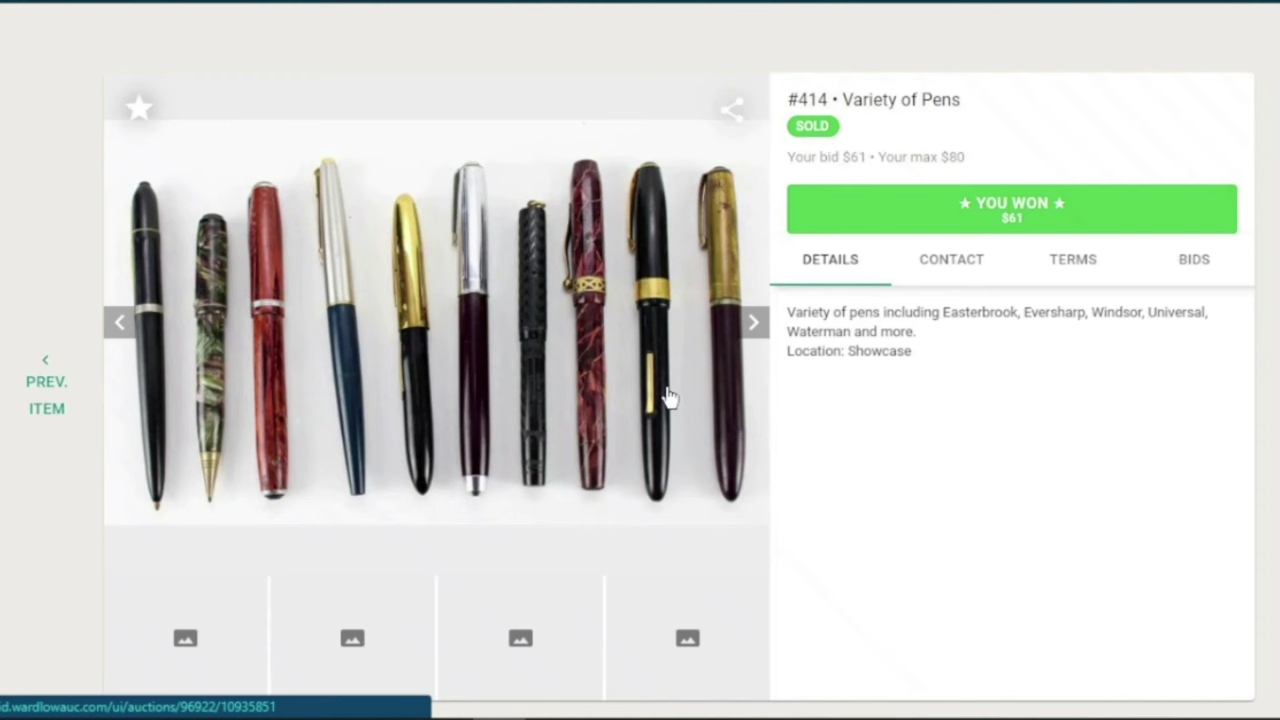 #414 • Variety of Pens
SOLD
Your bid $61 • Your max $80
★ YOU WON ★
$61
DETAILS CONTACT TERMS BIDS
Variety of pens including Easterbrook, Eversharp, Windsor, Universal,
Waterman and more.
Location: Showcase
PREV.
ITEM
id.wardlowauc.com/ui/auctions/96922/10935851